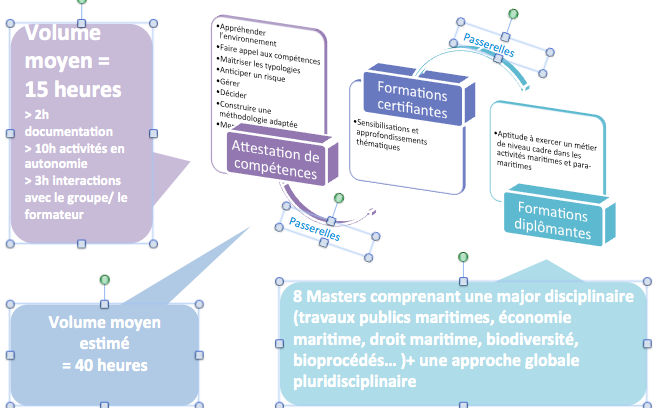 Volume
moyen =
15 heures
> 2h
documentation
> 10h activités en
autonomie
> 3h interactions
avec le groupe/ le
formateur
•Appréhender
l'environnement
•Faire appel aux compétences
•Maîtriser les typologies
•Anticiper un risque
•Gérer
•Décider
•Construire une
méthodologie adaptée
Attestation de
compétences
Passerelles
Formations
certifiantes
•Sensibilisations et
approfondissements
thématiques
Passerelles
•Aptitude à exercer un métier
de niveau cadre dans les
activités maritimes et para-
maritimes
Formations
diplômantes
Volume moyen
estimé
= 40 heures
8 Masters comprenant une major disciplinaire
(travaux publics maritimes, économie
maritime, droit maritime, biodiversité,
bioprocédés... )+ une approche globale
pluridisciplinaire